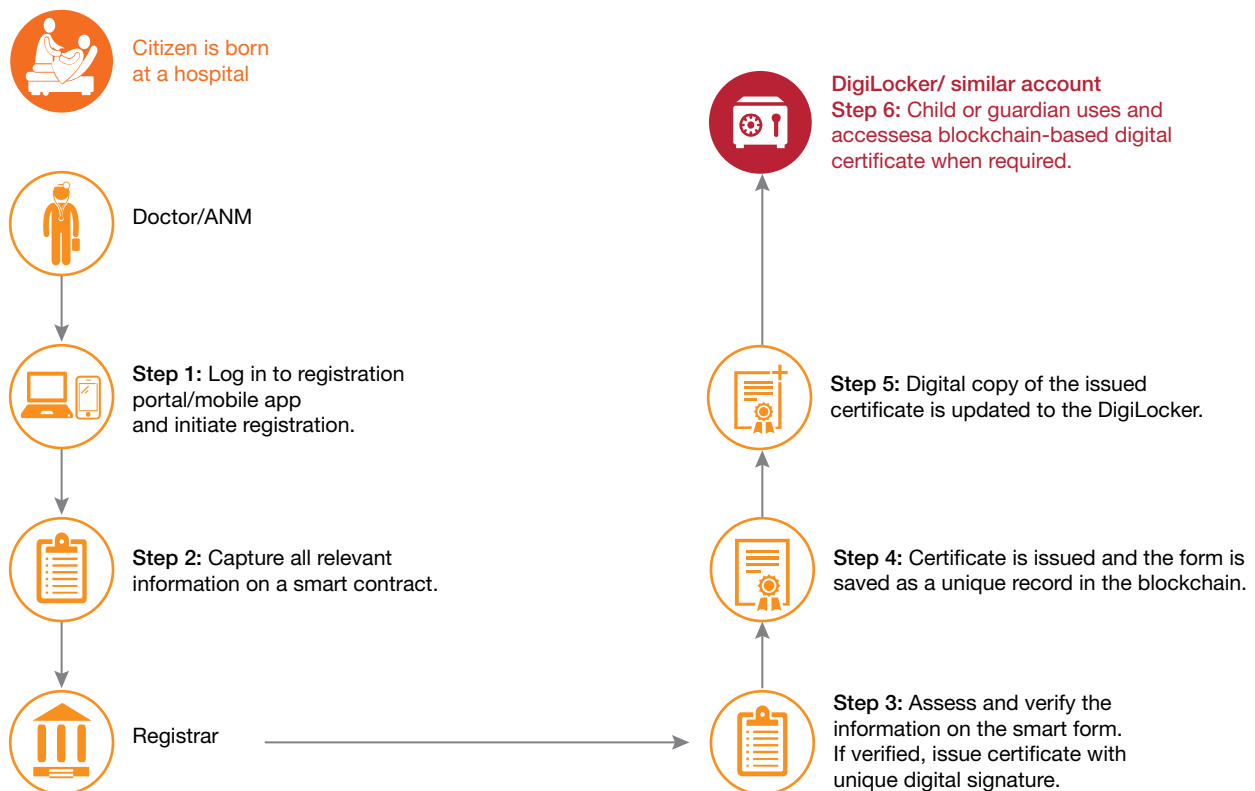 Citizen is born
at a hospital
Doctor/ANM
Step 1: Log in to registration
portal/mobile app
and initiate registration.
Step 2: Capture all relevant
information on a smart contract.
Registrar
Step 3: Assess and verify the
information on the smart form.
If verified, issue certificate with
unique digital signature.
Step 4: Certificate is issued and the form is
saved as a unique record in the blockchain.
Step 5: Digital copy of the issued
certificate is updated to the DigiLocker.
DigiLocker/ similar account
Step 6: Child or guardian uses and
accessesa blockchain-based digital
certificate when required.